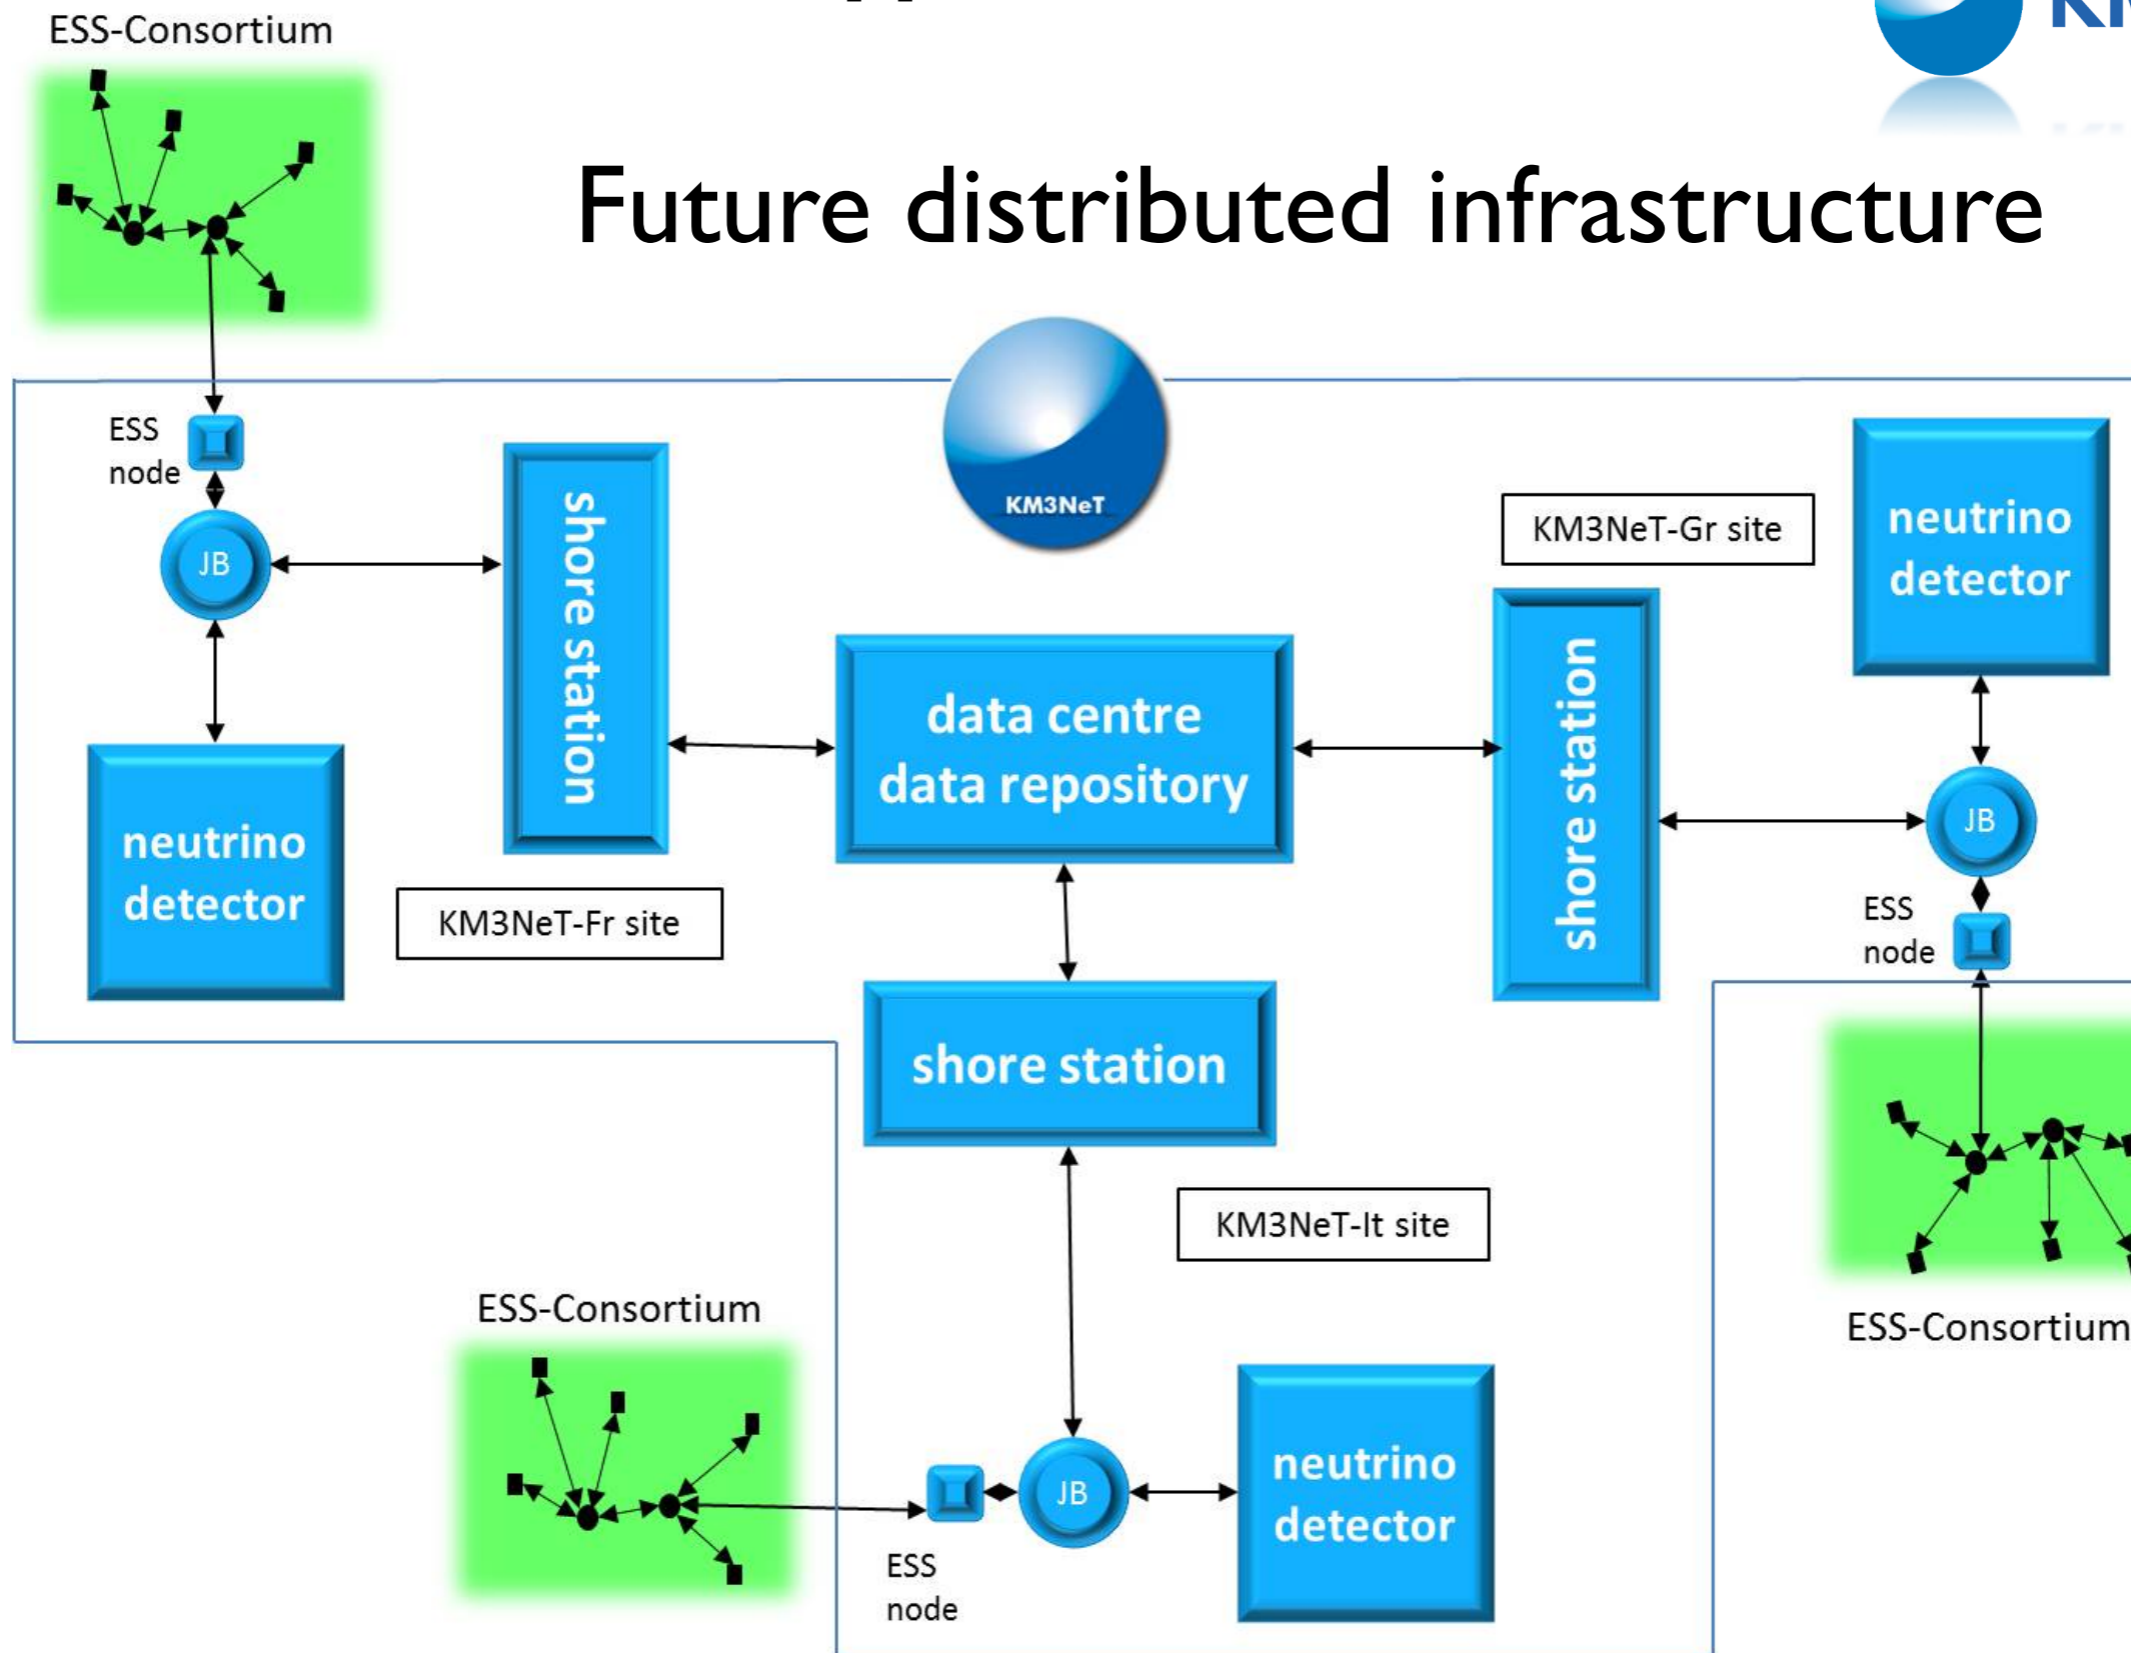 ESS-Consortium
Future distributed infrastructure
KM3NeT
ESS
node
JB
shore station
neutrino
detector
KM3NeT-Fr site
data centre
data repository
KM3NeT-Gr site
shore station
neutrino
detector
JB
ESS
node
ESS-Consortium
shore station
KM3NeT-It site
ESS-Consortium
ESS
node
JB
neutrino
detector